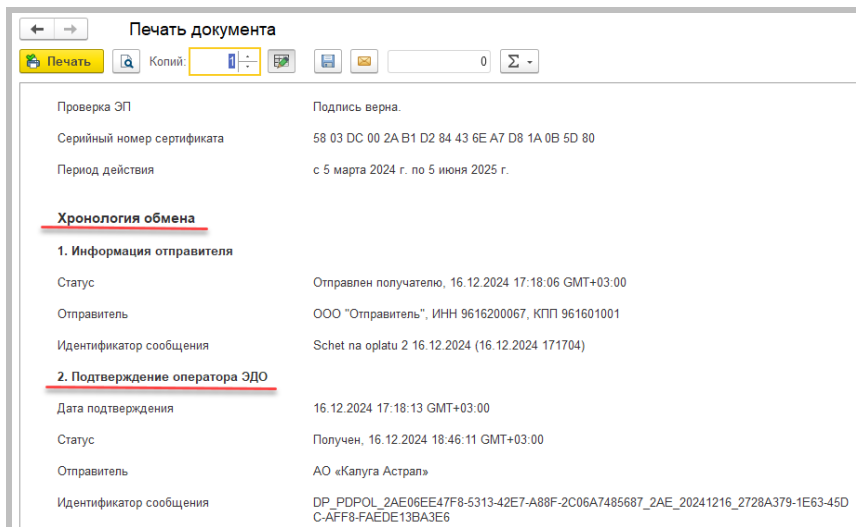 Печать документа
Печать Копий: 1 0 Σ
Проверка ЭП Подпись верна.
Серийный номер сертификата 58 03 DC 00 2A B1 D2 84 43 6E A7 D8 1A 0B 5D 80
Период действия с 5 марта 2024 г. по 5 июня 2025 г.
Хронология обмена
1. Информация отправителя
Статус Отправлен получателю, 16.12.2024 17:18:06 GMT+03:00
Отправитель ООО "Отправитель", ИНН 9616200067, КПП 961601001
Идентификатор сообщения Schet na oplatu 2 16.12.2024 (16.12.2024 171704)
2. Подтверждение оператора ЭДО
Дата подтверждения 16.12.2024 17:18:13 GMT+03:00
Статус Получен, 16.12.2024 18:46:11 GMT+03:00
Отправитель АО «Калуга Астрал»
Идентификатор сообщения DP_PDPOL_2AE06EE47F8-5313-42E7-A88F-2C06A7485687_2AE_20241216_2728A379-1E63-45D
C-AFF8-FAEDE13BA3E6